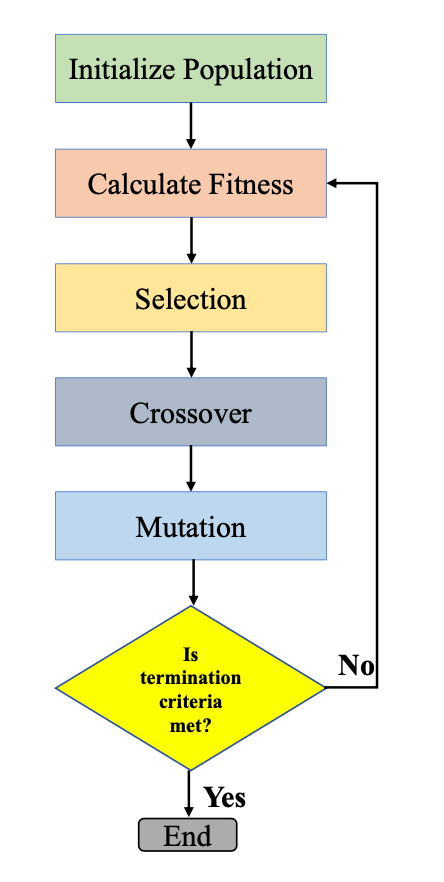 Initialize Population
Calculate Fitness
Selection
Crossover
Mutation
Is
termination
criteria
met?
No
Yes
End